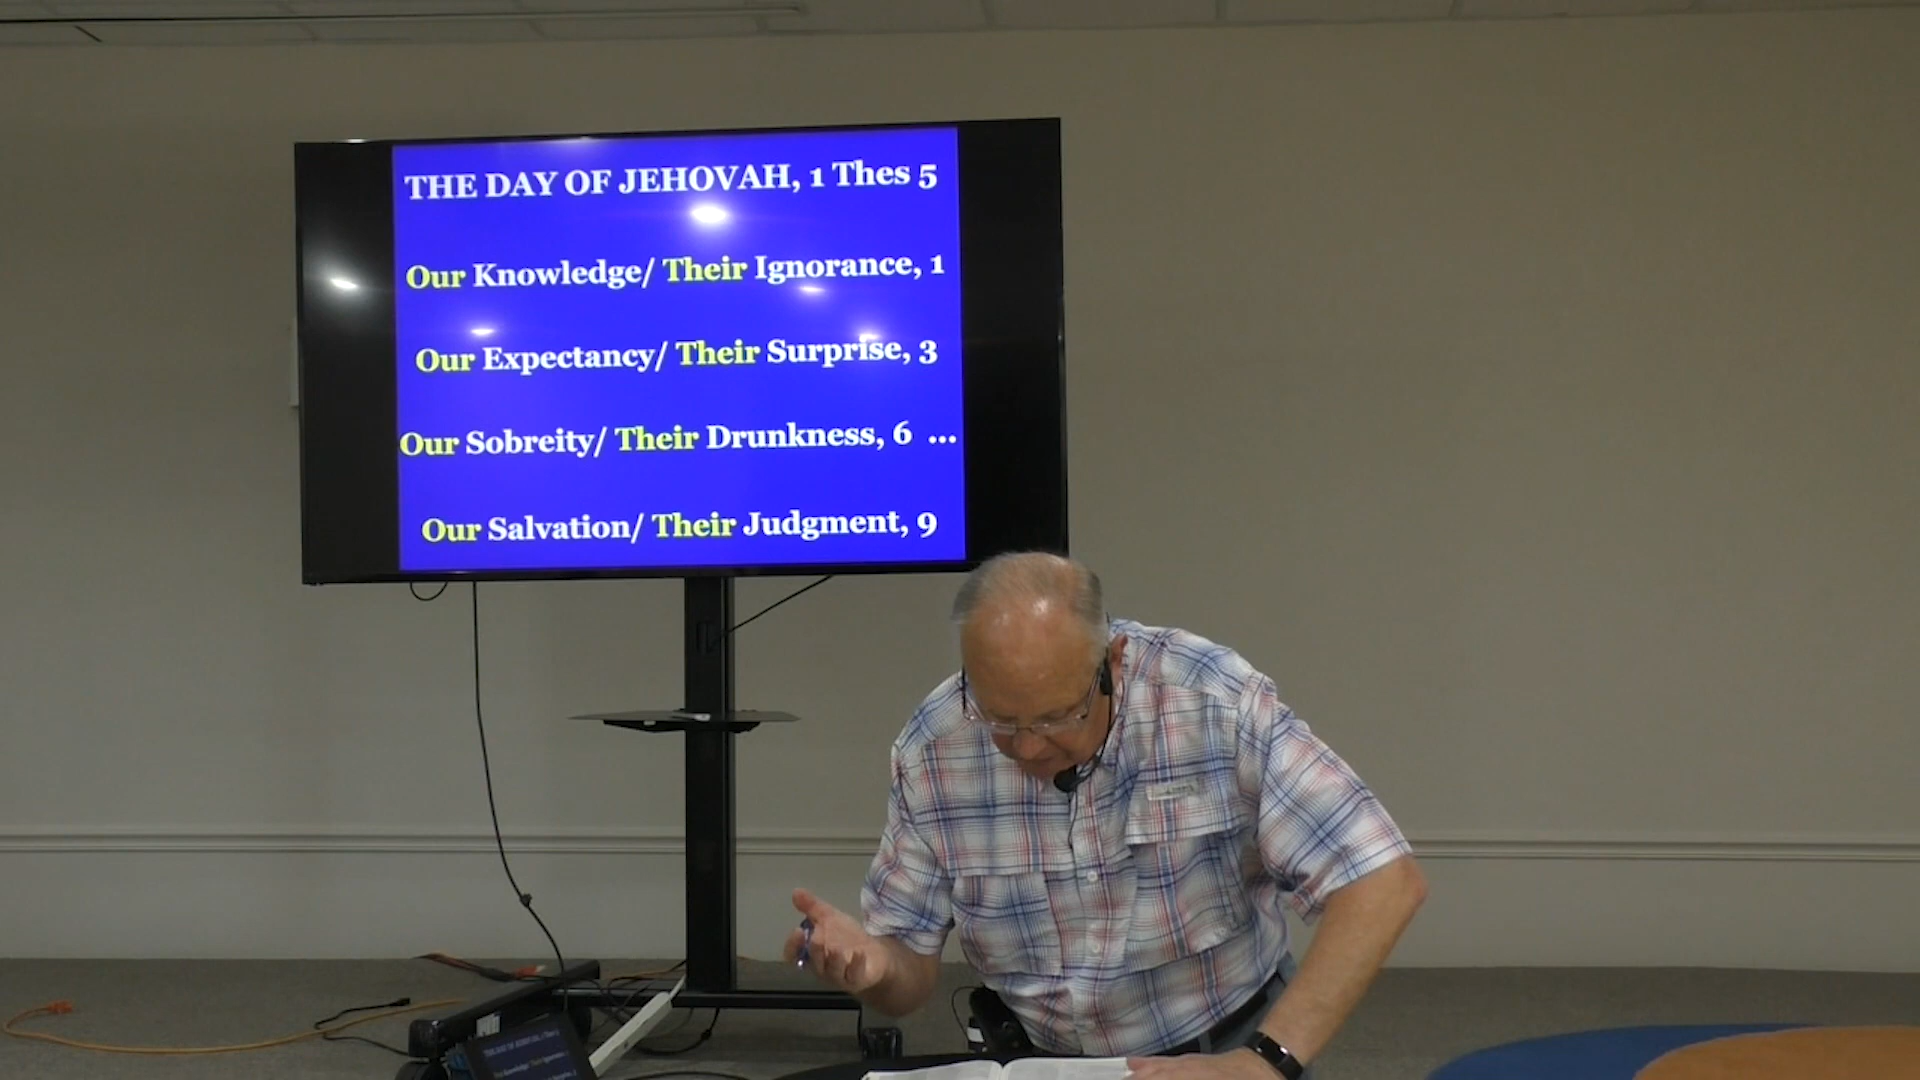 THE DAY OF JEHOVAH, 1 Thes 5
Our Knowledge/ Their Ignorance, 1
Our Expectancy/ Their Surprise, 3
Our Sobreity/ Their Drunkness, 6 ...
Our Salvation/ Their Judgment, 9